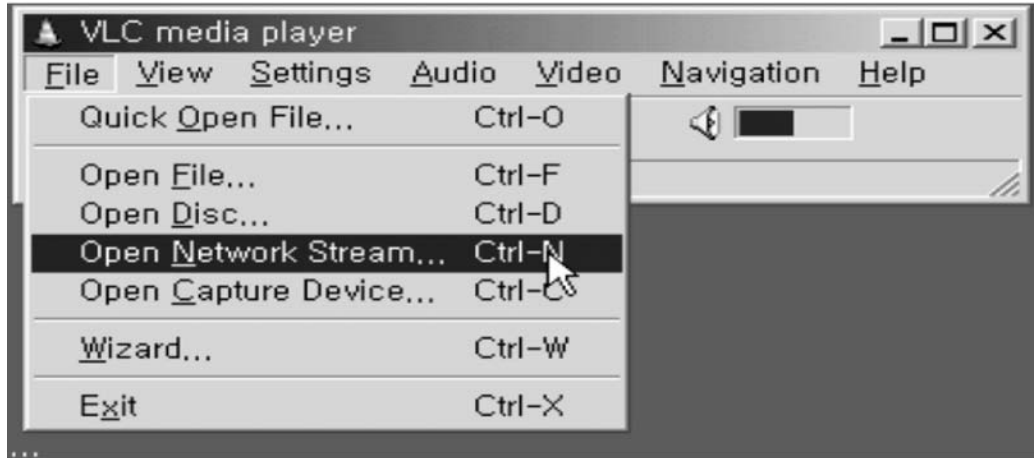 VLC media player
File View Settings Audio Video Navigation Help
Quick Open File... Ctrl-O
Open File... Ctrl-F
Open Disc... Ctrl-D
Open Network Stream... Ctrl-N
Open Capture Device... Ctrl-C
Wizard... Ctrl-W
Exit Ctrl-X
...